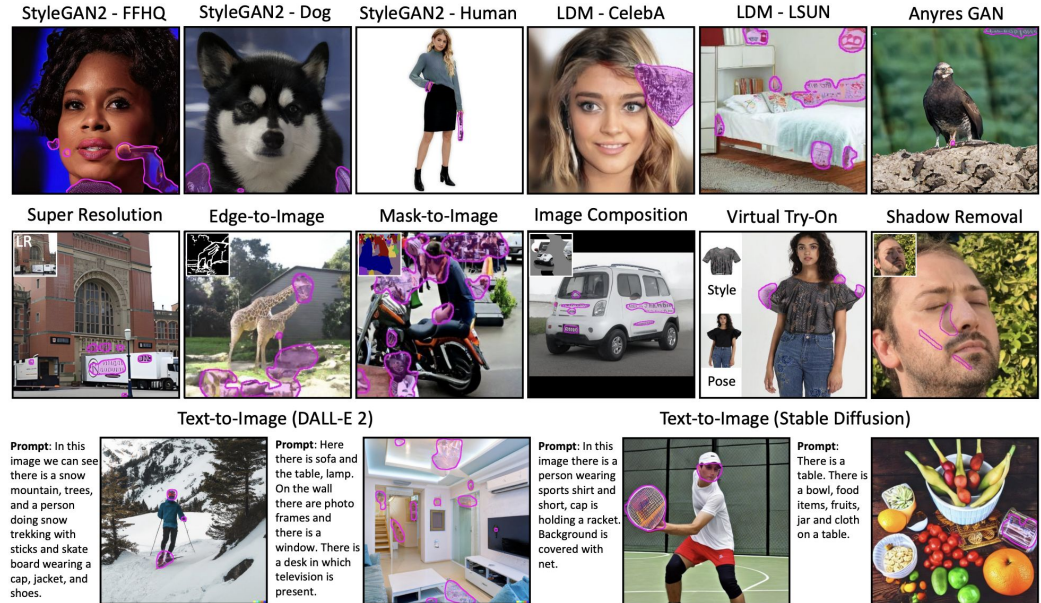 StyleGAN2 - FFHQ
StyleGAN2 - Dog
StyleGAN2 - Human
LDM - CelebA
LDM - LSUN
Anyres GAN
Super Resolution
Edge-to-Image
Mask-to-Image
Image Composition
Virtual Try-On
Shadow Removal
LR
Style
Pose
Text-to-Image (DALL-E 2)
Text-to-Image (Stable Diffusion)
Prompt: In this
image we can see
there is a snow
mountain, trees,
and a person
doing snow
trekking with
sticks and skate
board wearing a
cap, jacket, and
shoes.
Prompt: Here
there is sofa and
the table, lamp.
On the wall
there are photo
frames and
there is a
window. There is
a desk in which
television is
present.
Prompt: In this
image there is a
person wearing
sports shirt and
short, cap is
holding a racket.
Background is
covered with
net.
Prompt:
There is a
table. There is
a bowl, food
items, fruits,
jar and cloth
on a table.